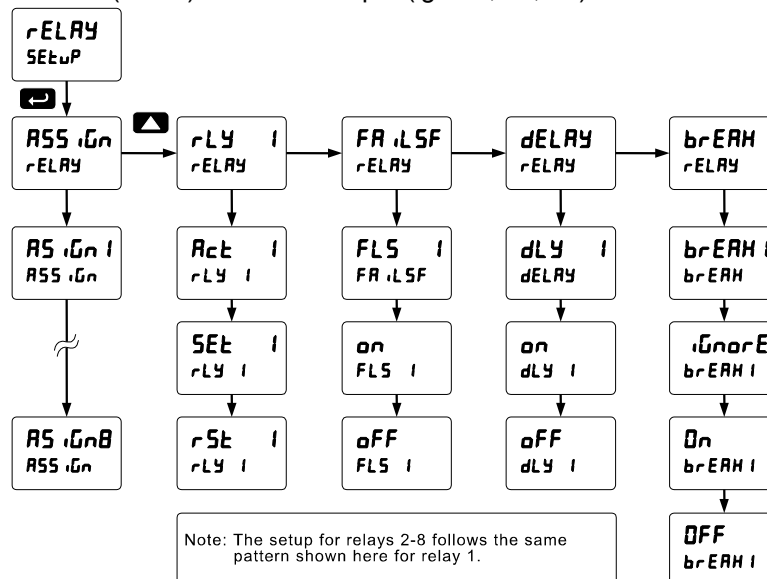 rELAY
SEtuP
ASSiGn
rELAY
rLY 1
rELAY
FAiLSF
rELAY
dELAY
rELAY
brEAK
rELAY
ASiGn1
ASSiGn
Act 1
rLY 1
FLS 1
FAiLSF
dLY 1
dELAY
brEAK
brEAK
SEt 1
rLY 1
on
FLS 1
on
dLY 1
iGnorE
brEAK1
ASiGn8
ASSiGn
rSt 1
rLY 1
oFF
FLS 1
oFF
dLY 1
On
brEAK1
OFF
brEAK1
Note: The setup for relays 2-8 follows the same
pattern shown here for relay 1.